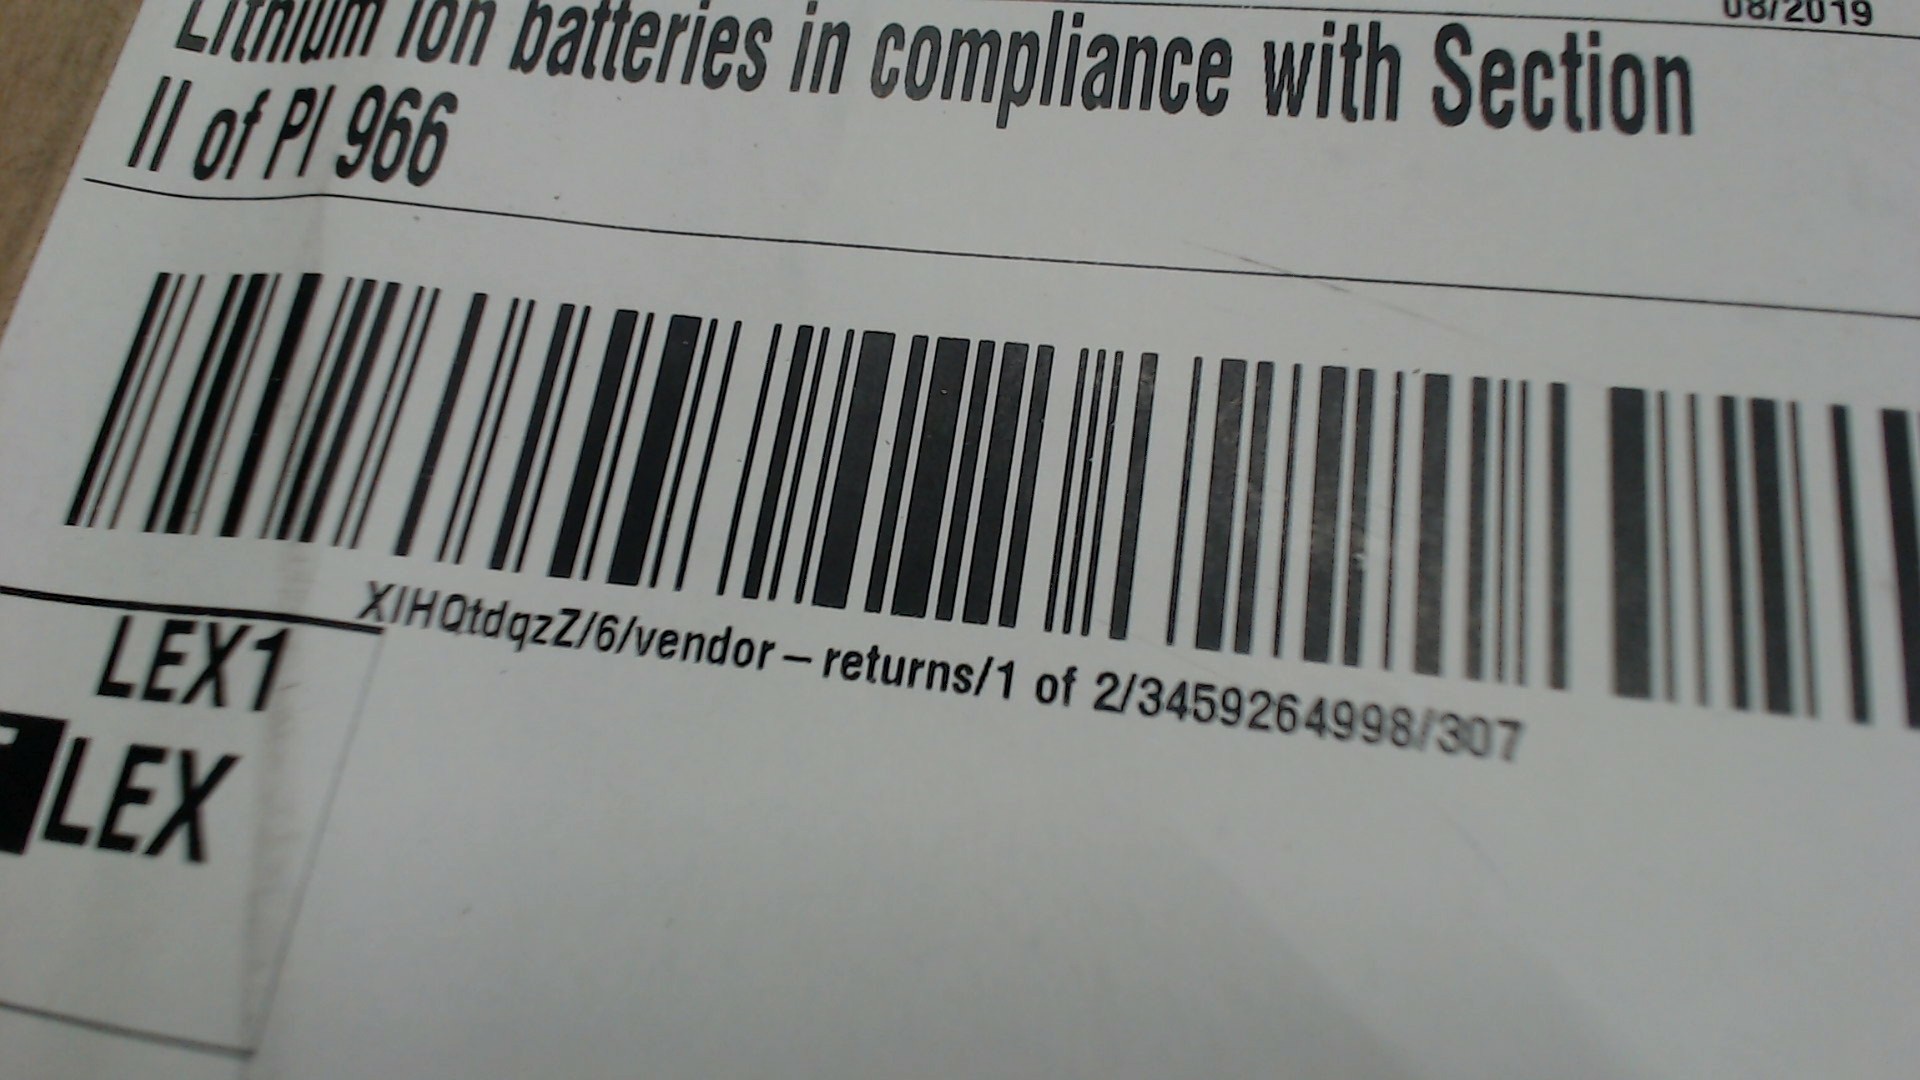 08/2019
Lithium Ion batteries in compliance with Section
II of PI 966
XIHQtdqzZ/6/vendor-returns/1 of 2/3459264998/307
LEX1
LEX